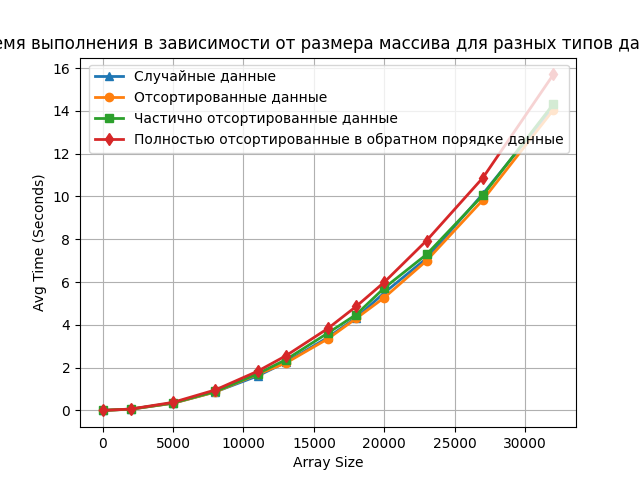 выполнения в зависимости от размера массива для разных типов
Случайные данные
Отсортированные данные
Частично отсортированные данные
Полностью отсортированные в обратном порядке данные
16
14
12
10
8
6
4
2
0
Avg Time (Seconds)
0 5000 10000 15000 20000 25000 30000
Array Size